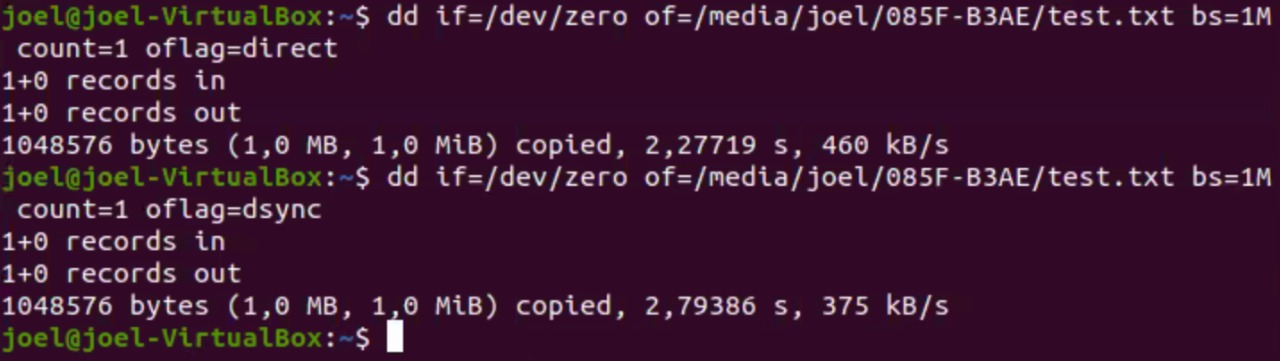 joel@joel-VirtualBox:~$ dd if=/dev/zero of=/media/joel/085F-B3AE/test.txt bs=1M
 count=1 oflag=direct
1+0 records in
1+0 records out
1048576 bytes (1,0 MB, 1,0 MiB) copied, 2,27719 s, 460 kB/s
joel@joel-VirtualBox:~$ dd if=/dev/zero of=/media/joel/085F-B3AE/test.txt bs=1M
 count=1 oflag=dsync
1+0 records in
1+0 records out
1048576 bytes (1,0 MB, 1,0 MiB) copied, 2,79386 s, 375 kB/s
joel@joel-VirtualBox:~$